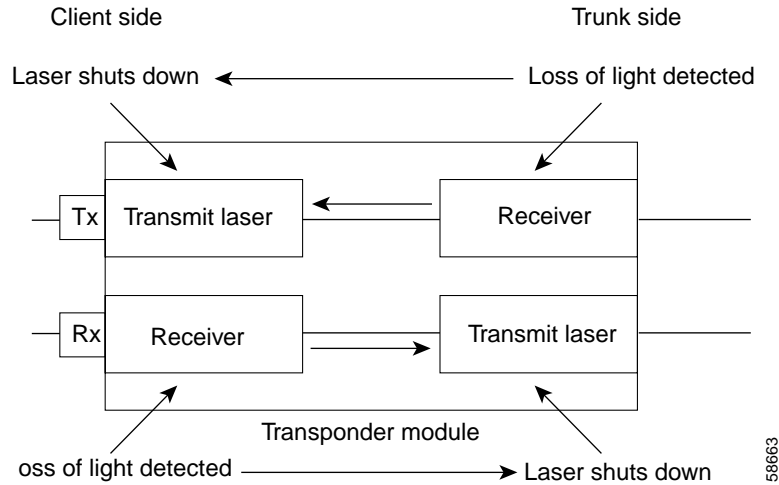 Client side
Trunk side
Laser shuts down
Loss of light detected
Tx
Transmit laser
Receiver
Rx
Receiver
Transmit laser
Transponder module
oss of light detected
Laser shuts down
58663